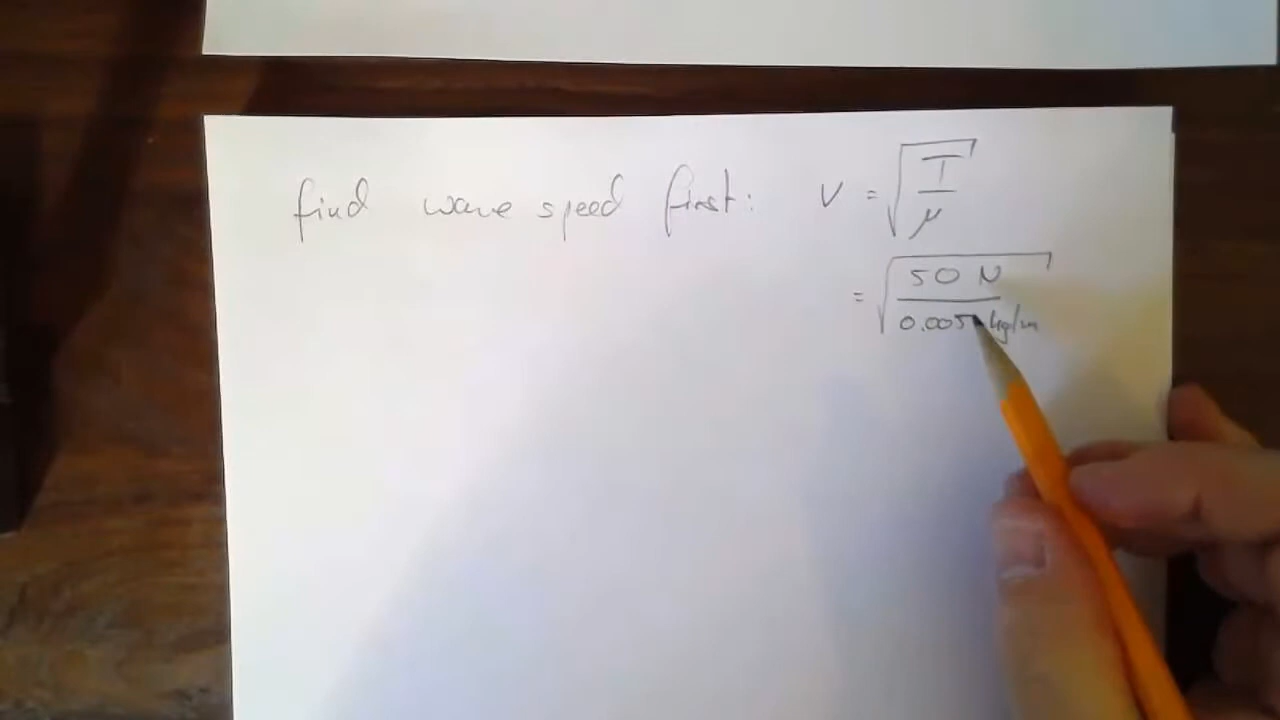 find wave speed first: v = √(T/μ)
= √(50 N/0.005 kg/m)